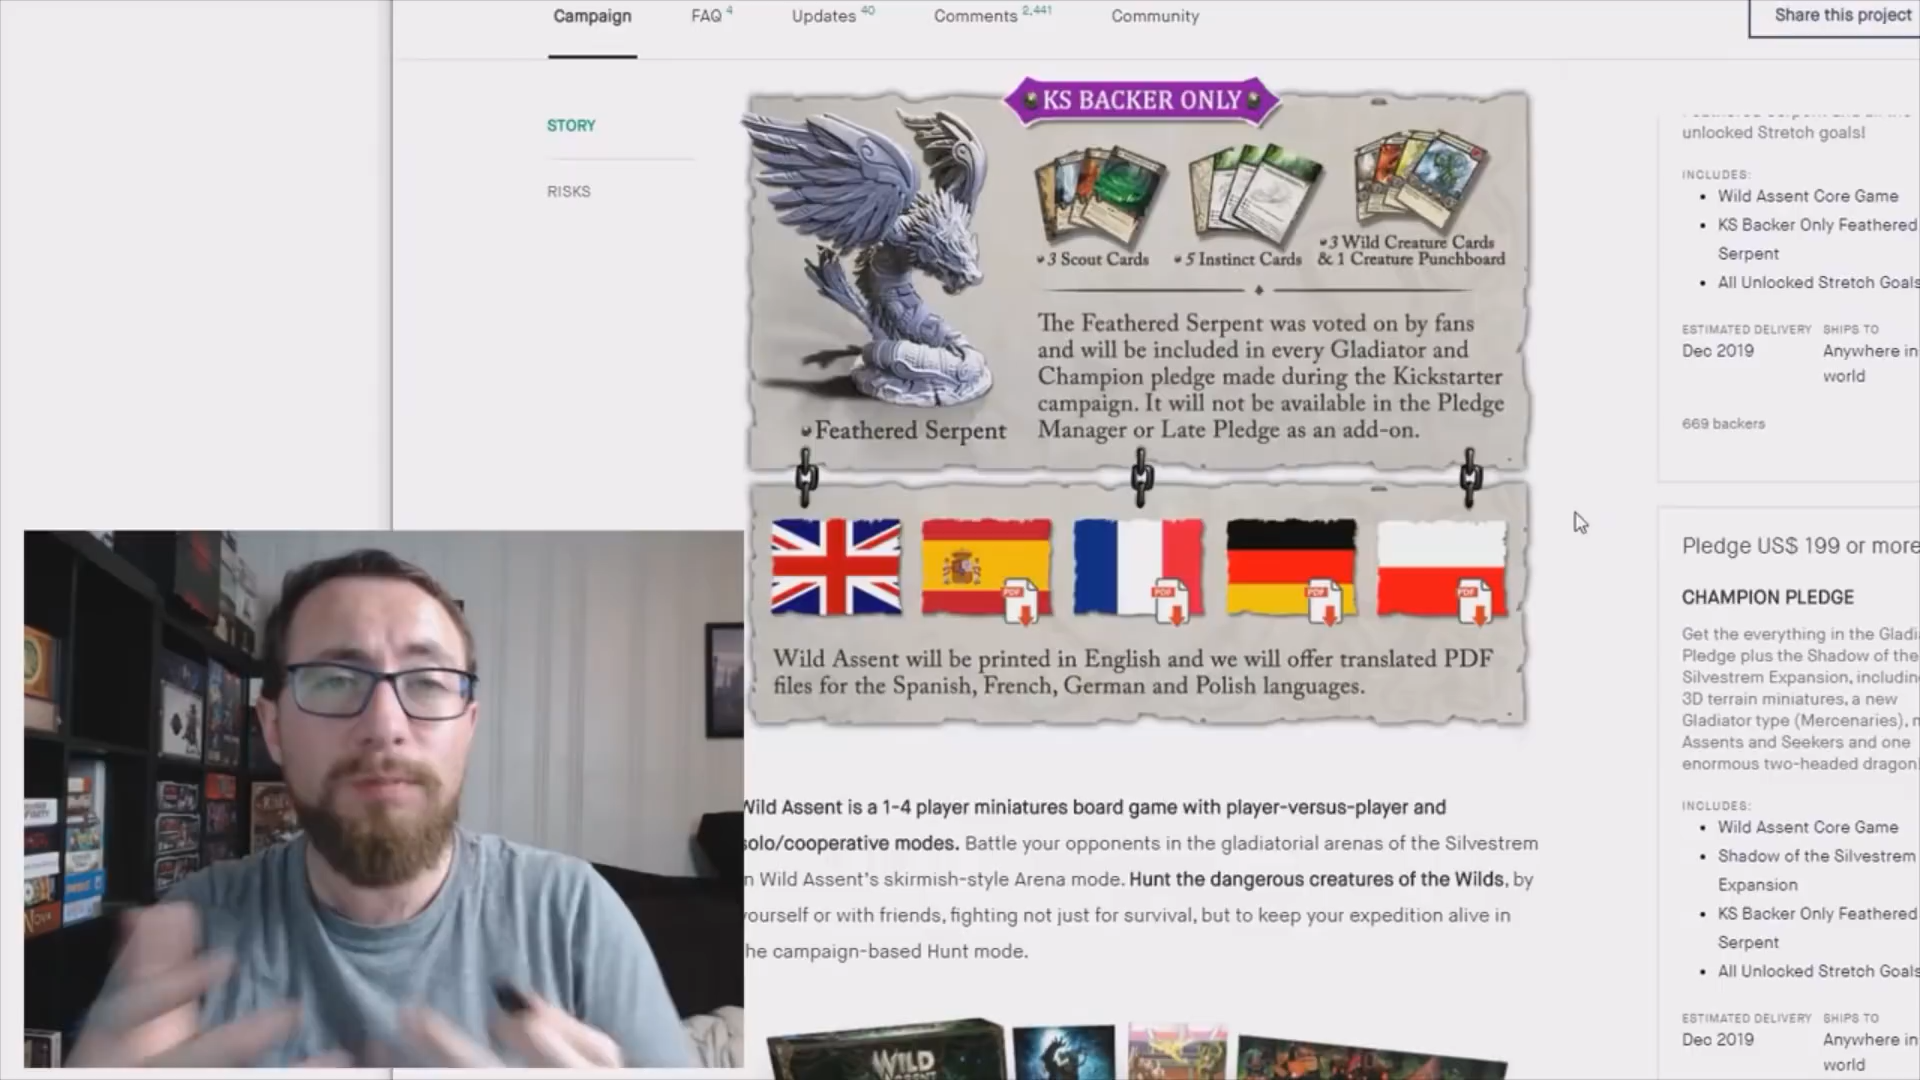 Campaign
FAQ 4
Updates 40
Comments 2,441
Community
Share this project
STORY
RISKS
KS BACKER ONLY
3 Scout Cards
5 Instinct Cards
3 Wild Creature Cards
& 1 Creature Punchboard
The Feathered Serpent was voted on by fans
and will be included in every Gladiator and
Champion pledge made during the Kickstarter
campaign. It will not be available in the Pledge
Manager or Late Pledge as an add-on.
Feathered Serpent
PDF
PDF
PDF
PDF
Wild Assent will be printed in English and we will offer translated PDF
files for the Spanish, French, German and Polish languages.
Wild Assent is a 1-4 player miniatures board game with player-versus-player and
solo/cooperative modes. Battle your opponents in the gladiatorial arenas of the Silvestrem
n Wild Assent's skirmish-style Arena mode. Hunt the dangerous creatures of the Wilds, by
yourself or with friends, fighting not just for survival, but to keep your expedition alive in
he campaign-based Hunt mode.
WILD
unlocked Stretch goals!
INCLUDES:
• Wild Assent Core Game
• KS Backer Only Feathered
Serpent
• All Unlocked Stretch Goals
ESTIMATED DELIVERY
Dec 2019
SHIPS TO
Anywhere in
world
669 backers
Pledge US$ 199 or more
CHAMPION PLEDGE
Get the everything in the Gladi
Pledge plus the Shadow of the
Silvestrem Expansion, includin
3D terrain miniatures, a new
Gladiator type (Mercenaries), n
Assents and Seekers and one
enormous two-headed dragon!
INCLUDES:
• Wild Assent Core Game
• Shadow of the Silvestrem
Expansion
• KS Backer Only Feathered
Serpent
• All Unlocked Stretch Goals
ESTIMATED DELIVERY
Dec 2019
SHIPS TO
Anywhere in
world